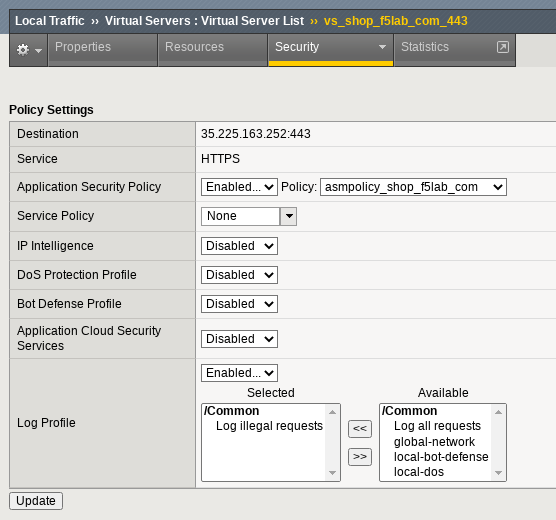 Local Traffic ›› Virtual Servers : Virtual Server List ›› vs_shop_f5lab_com_443
Properties Resources Security Statistics
Policy Settings
Destination 35.225.163.252:443
Service HTTPS
Application Security Policy Enabled... Policy: asmpolicy_shop_f5lab_com
Service Policy None
IP Intelligence Disabled
DoS Protection Profile Disabled
Bot Defense Profile Disabled
Application Cloud Security
Services Disabled
Log Profile Enabled...
Selected Available
/Common /Common
Log illegal requests Log all requests
<< global-network
>> local-bot-defense
local-dos
Update